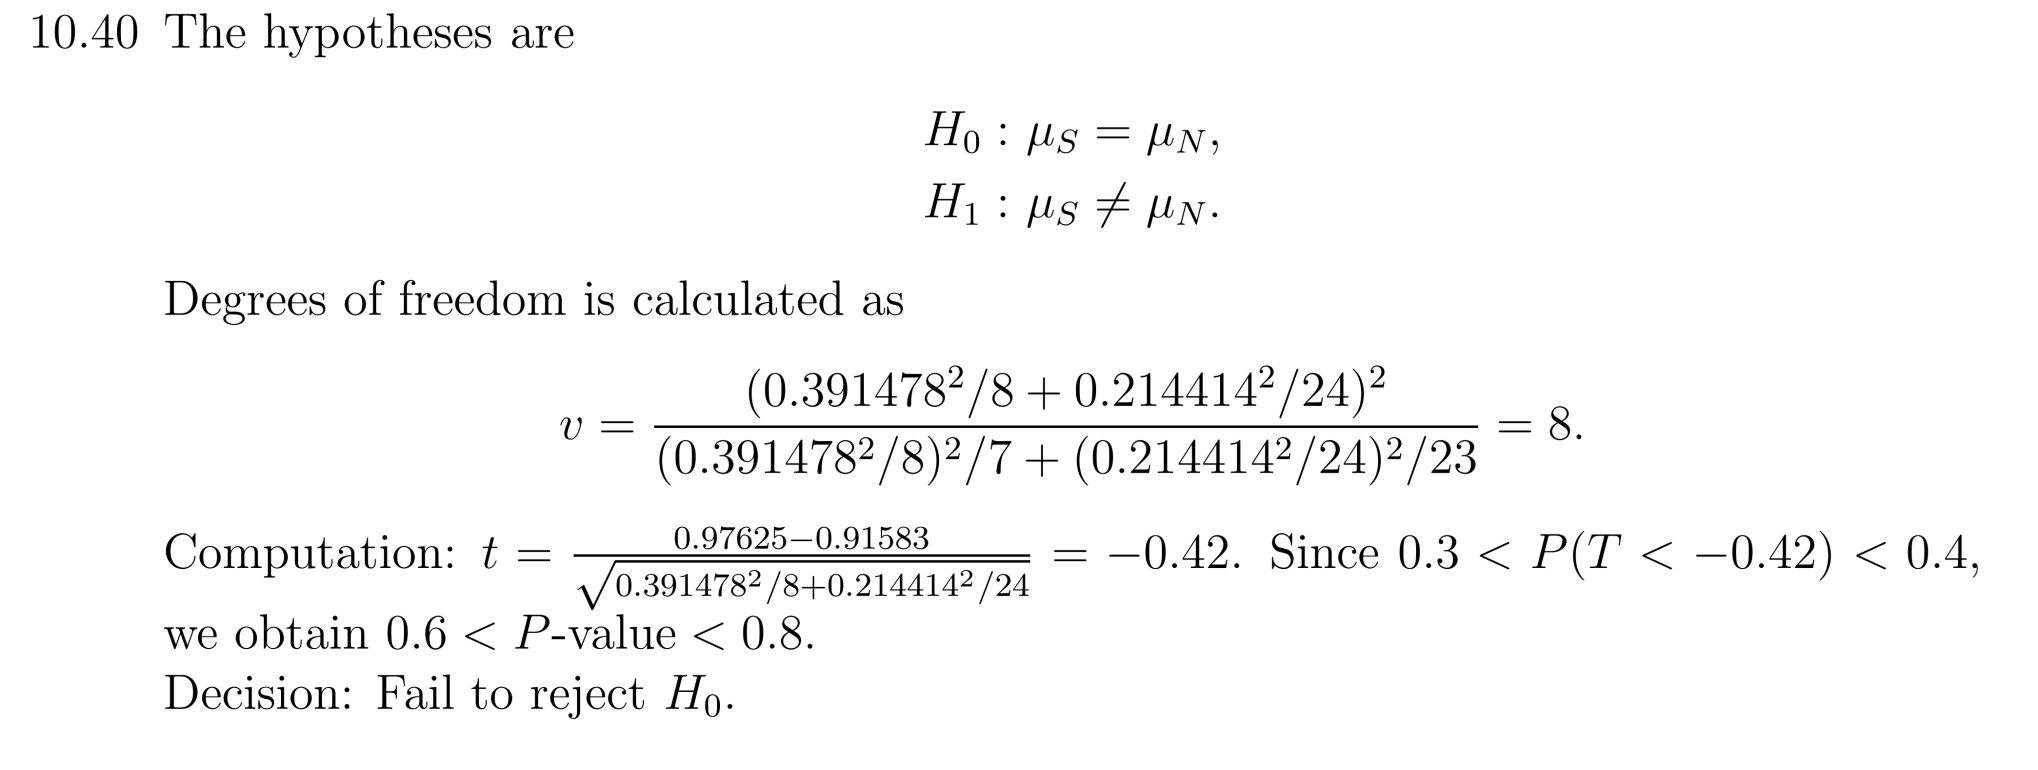 10.40 The hypotheses are
H₀ : μ_S = μ_N,
H₁ : μ_S ≠ μ_N.
Degrees of freedom is calculated as
v = (0.391478²/8 + 0.214414²/24)² / ((0.391478²/8)²/7 + (0.214414²/24)²/23) = 8.
Computation: t = (0.97625−0.91583) / √(0.391478²/8+0.214414²/24) = −0.42. Since 0.3 < P(T < −0.42) < 0.4,
we obtain 0.6 < P-value < 0.8.
Decision: Fail to reject H₀.